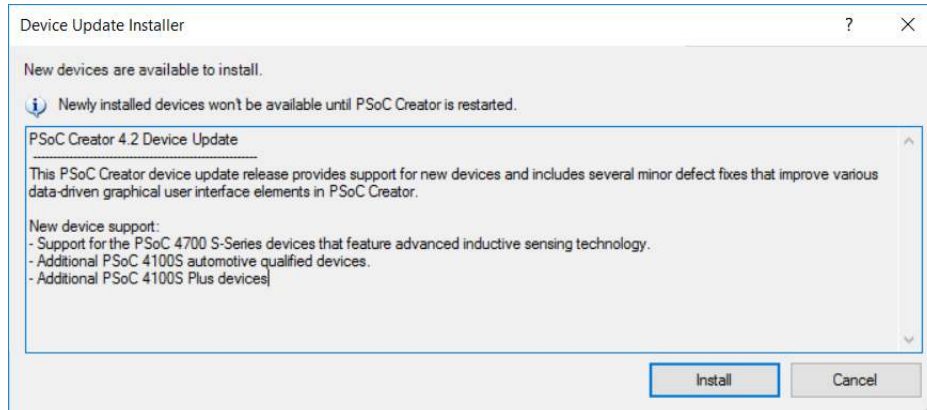 Device Update Installer
?
New devices are available to install.
Newly installed devices won't be available until PSoC Creator is restarted.
PSoC Creator 4.2 Device Update
--------------------------------------------------------
This PSoC Creator device update release provides support for new devices and includes several minor defect fixes that improve various
data-driven graphical user interface elements in PSoC Creator.
New device support:
- Support for the PSoC 4700 S-Series devices that feature advanced inductive sensing technology.
- Additional PSoC 4100S automotive qualified devices.
- Additional PSoC 4100S Plus devices
Install Cancel